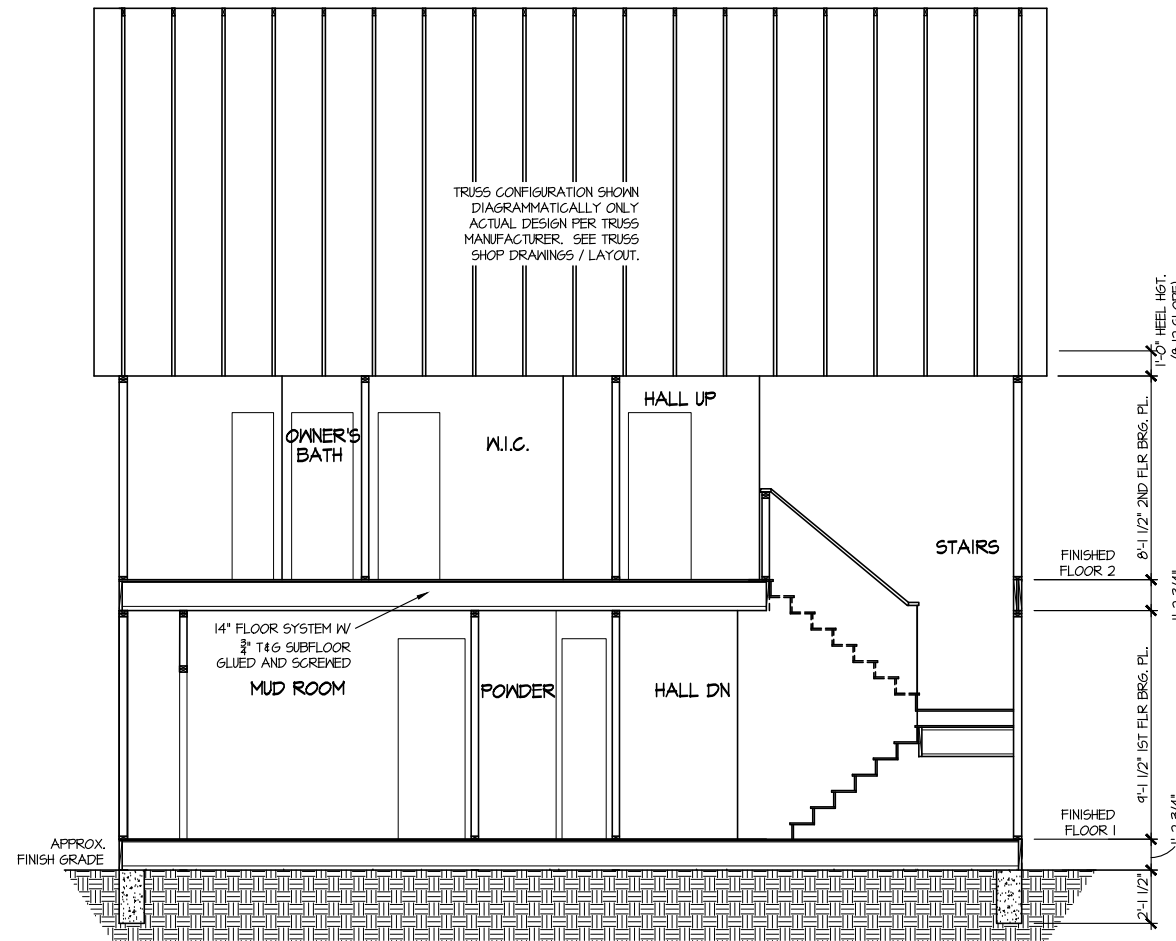 TRUSS CONFIGURATION SHOWN
DIAGRAMMATICALLY ONLY
ACTUAL DESIGN PER TRUSS
MANUFACTURER. SEE TRUSS
SHOP DRAWINGS / LAYOUT.
1'-0" HEEL HGT.
HALL UP
OWNER'S
BATH
W.I.C.
8'-1 1/2" 2ND FLR BRG. PL.
STAIRS
FINISHED
FLOOR 2
14" FLOOR SYSTEM W/
3/4" T&G SUBFLOOR
GLUED AND SCREWED
MUD ROOM
POWDER
HALL DN
9'-1 1/2" 1ST FLR BRG. PL.
FINISHED
FLOOR 1
APPROX.
FINISH GRADE
2'-1 1/2"